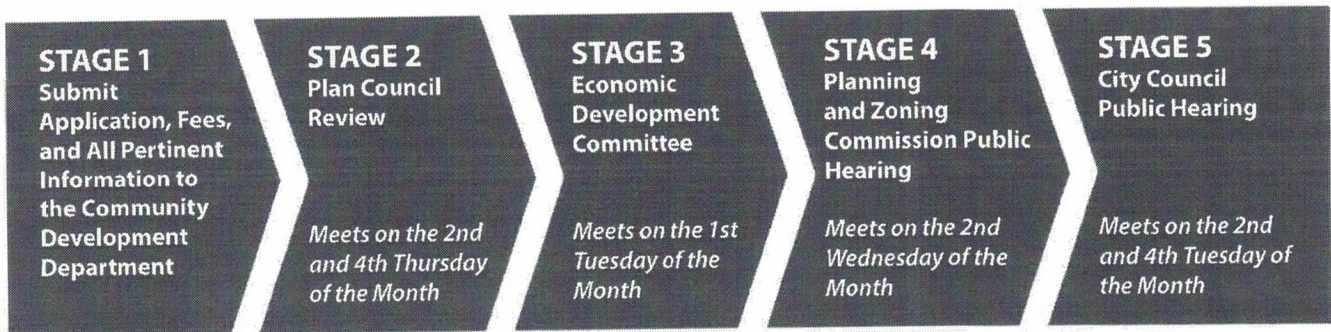 STAGE 1
Submit
Application, Fees,
and All Pertinent
Information to
the Community
Development
Department
STAGE 2
Plan Council
Review
Meets on the 2nd
and 4th Thursday
of the Month
STAGE 3
Economic
Development
Committee
Meets on the 1st
Tuesday of the
Month
STAGE 4
Planning
and Zoning
Commission Public
Hearing
Meets on the 2nd
Wednesday of the
Month
STAGE 5
City Council
Public Hearing
Meets on the 2nd
and 4th Tuesday of
the Month